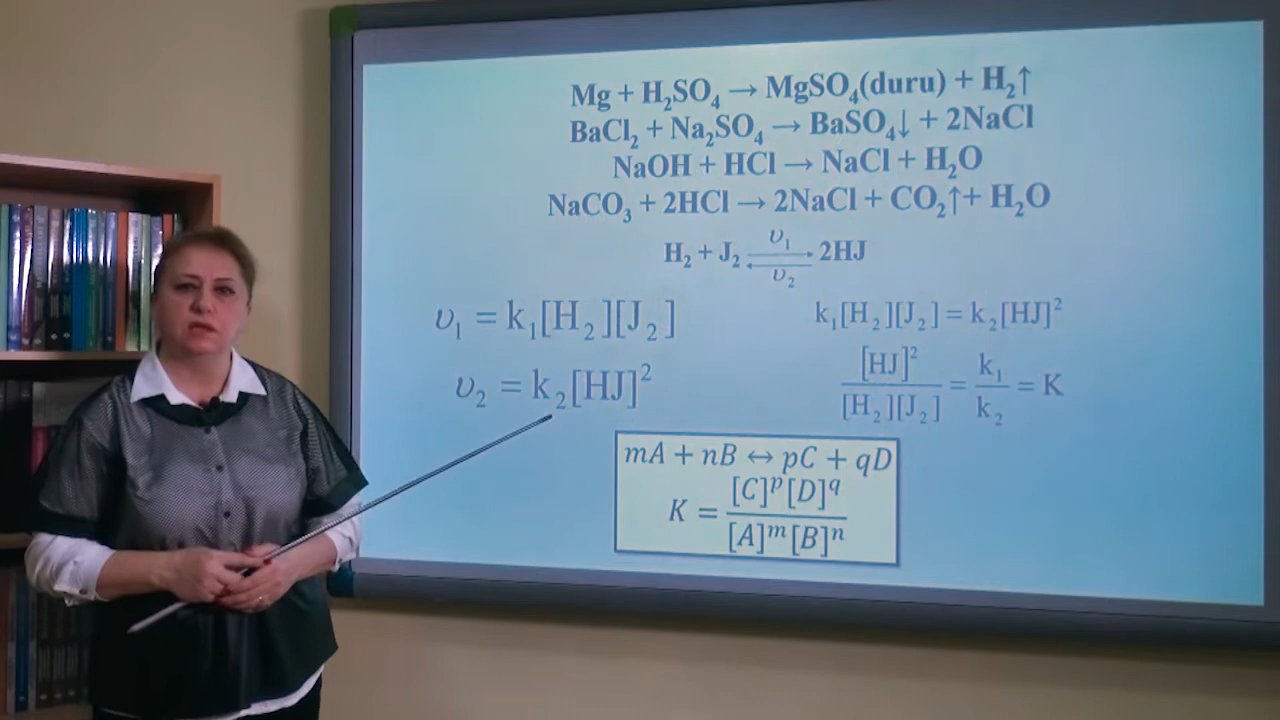 Mg + H₂SO₄ → MgSO₄(duru) + H₂↑
BaCl₂ + Na₂SO₄ → BaSO₄↓ + 2NaCl
NaOH + HCl → NaCl + H₂O
NaCO₃ + 2HCl → 2NaCl + CO₂↑+ H₂O
H₂ + J₂ ⇄ 2HJ
υ₁
υ₂
υ₁ = k₁[H₂][J₂]
υ₂ = k₂[HJ]²
k₁[H₂][J₂] = k₂[HJ]²
[HJ]² / [H₂][J₂] = k₁ / k₂ = K
mA + nB ↔ pC + qD
K = [C]ᵖ[D]^q / [A]ᵐ[B]ⁿ